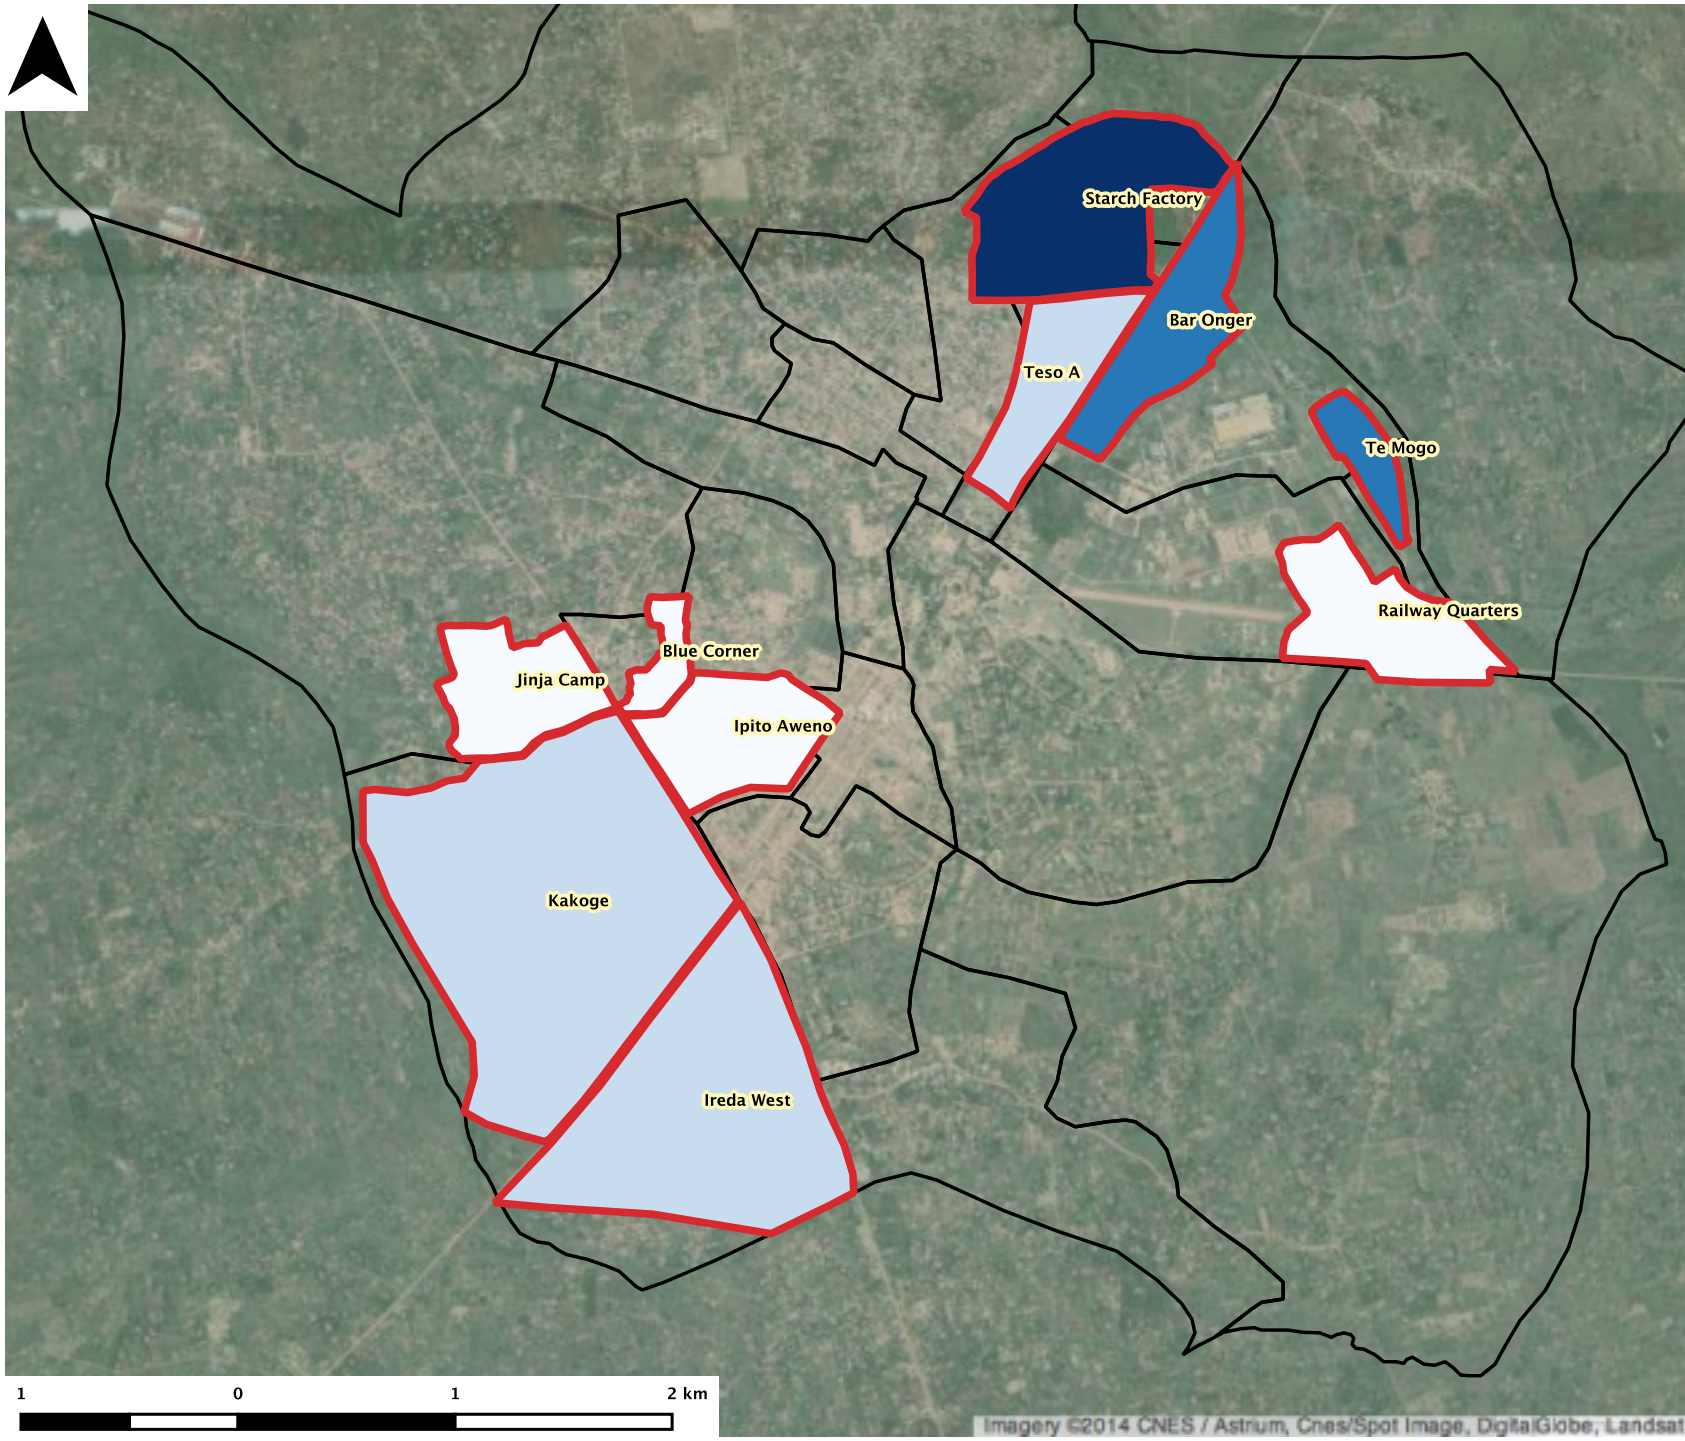 Starch Factory
Bar Onger
Teso A
Te Mogo
Railway Quarters
Blue Corner
Jinja Camp
Ipito Aweno
Kakoge
Ireda West
1 0 1 2 km
Imagery ©2014 CNES / Astrium, Cnes/Spot Image, DigitalGlobe, Landsat